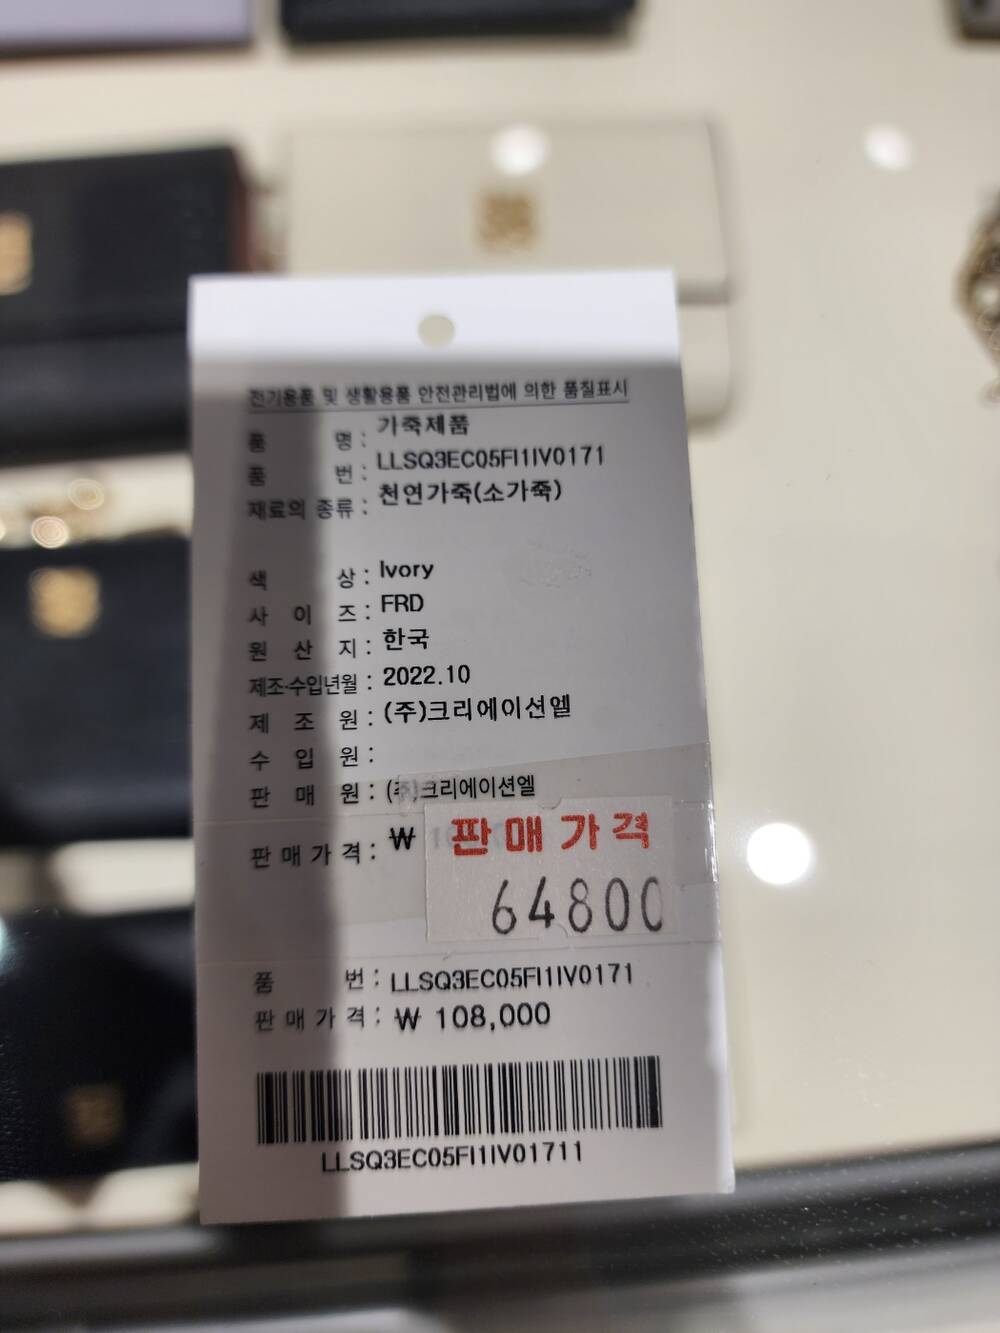 전기용품 및 생활용품 안전관리법에 의한 품질표시
품 명 : 가죽제품
품 번 : LLSQ3EC05FI1IV0171
재료의 종류 : 천연가죽(소가죽)
색 상 : Ivory
사 이 즈 : FRD
원 산 지 : 한국
제조·수입년월 : 2022.10
제 조 원 : (주)크리에이션엘
수 입 원 :
판 매 원 : (주)크리에이션엘
판 매 가 격 : ₩
판매가격
64800
품 번 : LLSQ3EC05FI1IV0171
판 매 가 격 : ₩ 108,000
LLSQ3EC05FI1IV01711